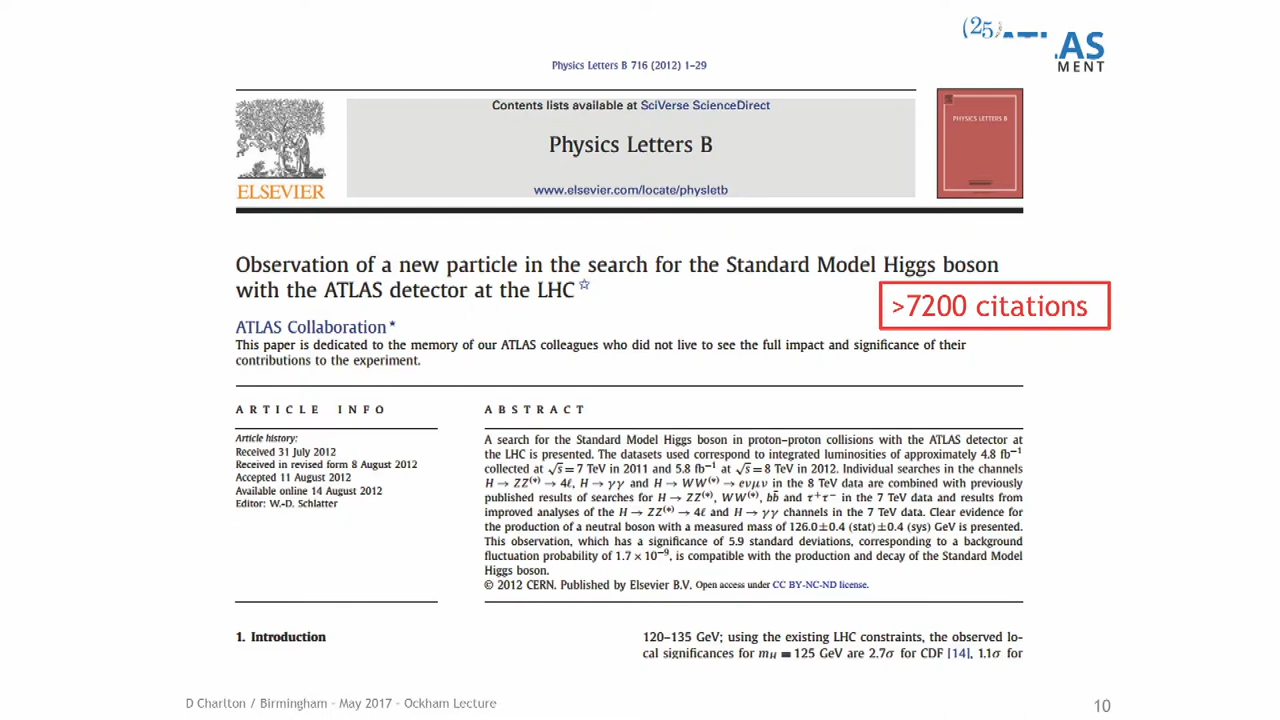 (25)
ATLAS
MENT
Physics Letters B 716 (2012) 1–29
Contents lists available at SciVerse ScienceDirect
Physics Letters B
www.elsevier.com/locate/physletb
ELSEVIER
PHYSICS LETTERS B
Observation of a new particle in the search for the Standard Model Higgs boson
with the ATLAS detector at the LHC ☆
>7200 citations
ATLAS Collaboration *
This paper is dedicated to the memory of our ATLAS colleagues who did not live to see the full impact and significance of their
contributions to the experiment.
ARTICLE INFO
Article history:
Received 31 July 2012
Received in revised form 8 August 2012
Accepted 11 August 2012
Available online 14 August 2012
Editor: W.-D. Schlatter
ABSTRACT
A search for the Standard Model Higgs boson in proton–proton collisions with the ATLAS detector at
the LHC is presented. The datasets used correspond to integrated luminosities of approximately 4.8 fb⁻¹
collected at √s = 7 TeV in 2011 and 5.8 fb⁻¹ at √s = 8 TeV in 2012. Individual searches in the channels
H → ZZ(*) → 4ℓ, H → γγ and H → WW(*) → eνμν in the 8 TeV data are combined with previously
published results of searches for H → ZZ(*), WW(*), bb̄ and τ⁺τ⁻ in the 7 TeV data and results from
improved analyses of the H → ZZ(*) → 4ℓ and H → γγ channels in the 7 TeV data. Clear evidence for
the production of a neutral boson with a measured mass of 126.0 ± 0.4 (stat) ± 0.4 (sys) GeV is presented.
This observation, which has a significance of 5.9 standard deviations, corresponding to a background
fluctuation probability of 1.7 × 10⁻⁹, is compatible with the production and decay of the Standard Model
Higgs boson.
© 2012 CERN. Published by Elsevier B.V. Open access under CC BY-NC-ND license.
1. Introduction
120–135 GeV; using the existing LHC constraints, the observed lo-
cal significances for mH = 125 GeV are 2.7σ for CDF [14], 1.1σ for
D Charlton / Birmingham - May 2017 - Ockham Lecture
10